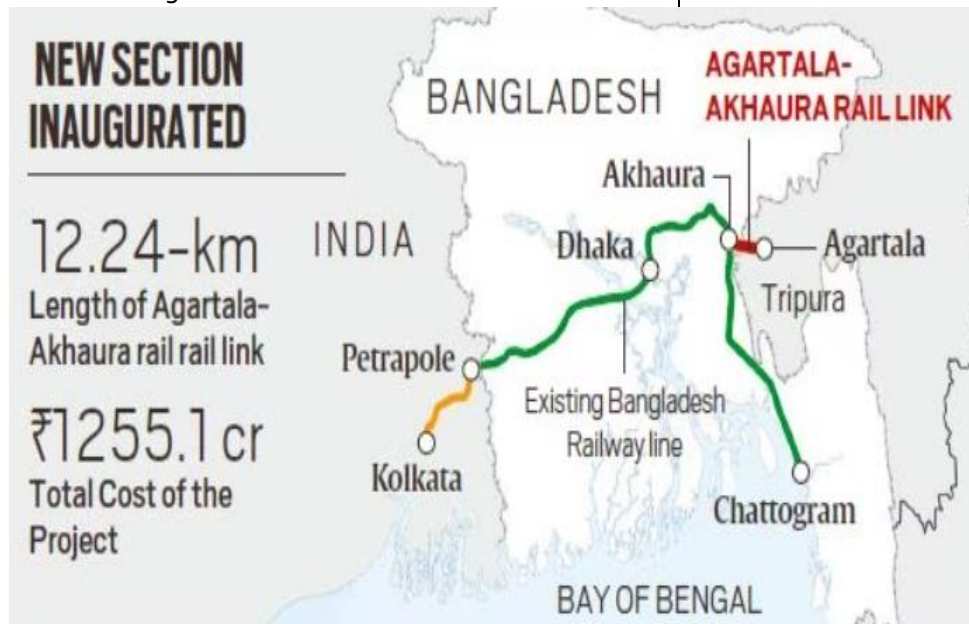 NEW SECTION
INAUGURATED
12.24-km
Length of Agartala-
Akhaura rail rail link
₹1255.1 cr
Total Cost of the
Project
BANGLADESH
AGARTALA-
AKHAURA RAIL LINK
Akhaura
INDIA
Dhaka
Agartala
Tripura
Petrapole
Existing Bangladesh
Railway line
Kolkata
Chattogram
BAY OF BENGAL